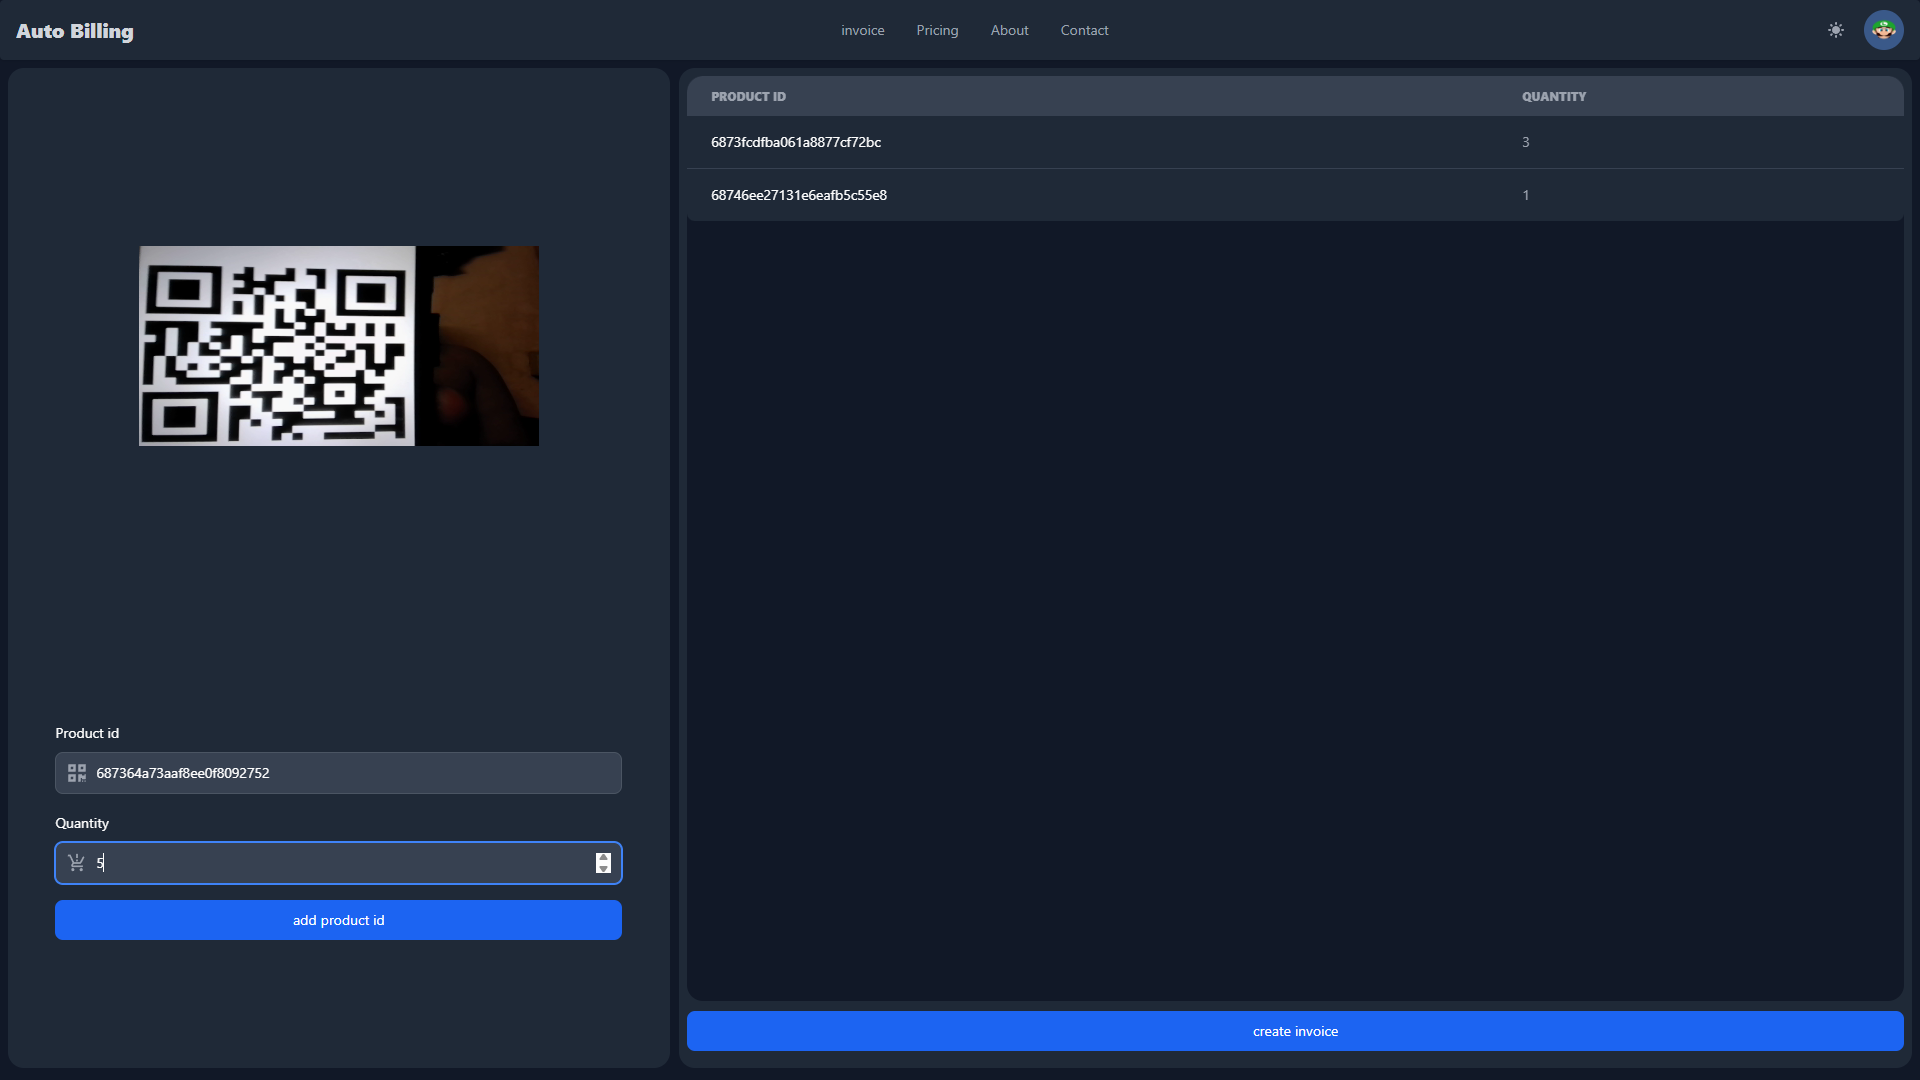 Auto Billing
invoice Pricing About Contact
Product id
687364a73aaf8ee0f8092752
Quantity
5
add product id
PRODUCT ID QUANTITY
6873fcdfba061a8877cf72bc 3
68746ee27131e6eafb5c55e8 1
create invoice